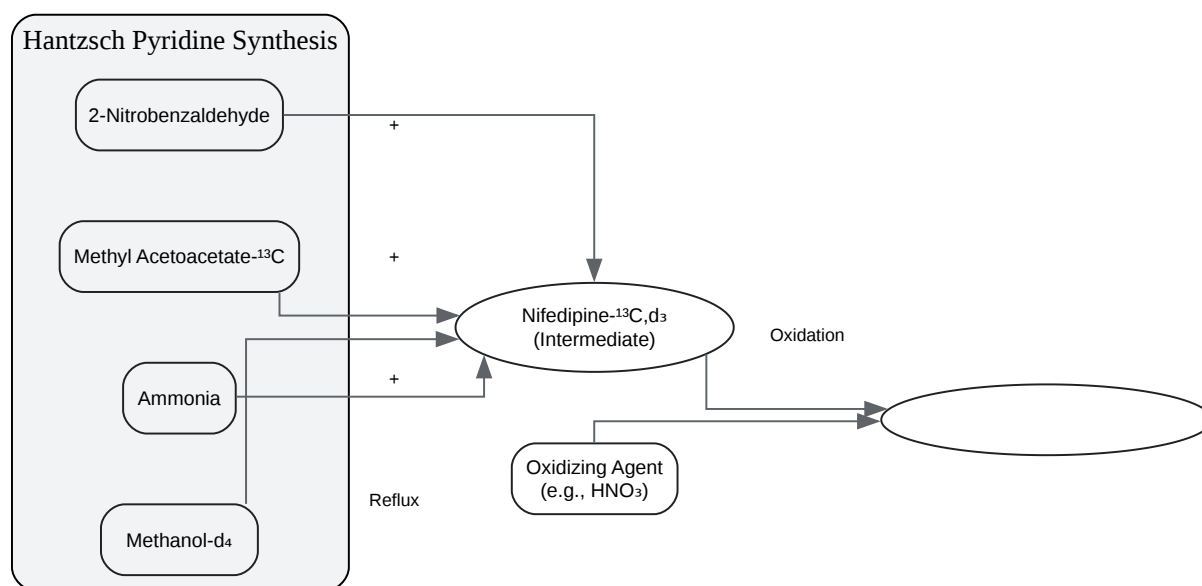 Hantzsch Pyridine Synthesis
2-Nitrobenzaldehyde
+
Methyl Acetoacetate-¹³C
+
Nifedipine-¹³C,d₃
(Intermediate)
Oxidation
Ammonia
+
Oxidizing Agent
(e.g., HNO₃)
Reflux
Methanol-d₄